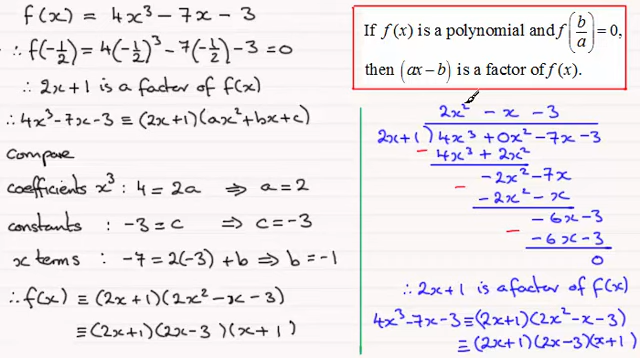 f(x) = 4x³ - 7x - 3
∴ f(-½) = 4(-½)³ - 7(-½) - 3 = 0
∴ 2x + 1 is a factor of f(x)
∴ 4x³ - 7x - 3 ≡ (2x + 1)(ax² + bx + c)
Compare
coefficients x³ : 4 = 2a ⇒ a = 2
constants : -3 = c ⇒ c = -3
x terms : -7 = 2(-3) + b ⇒ b = -1
∴ f(x) ≡ (2x + 1)(2x² - x - 3)
≡ (2x + 1)(2x - 3)(x + 1)
If f(x) is a polynomial and f(b/a) = 0,
then (ax - b) is a factor of f(x).
2x² - x - 3
2x + 1 ) 4x³ + 0x² - 7x - 3
- 4x³ + 2x²
-2x² - 7x
- -2x² - x
-6x - 3
- -6x - 3
0
∴ 2x + 1 is a factor of f(x)
4x³ - 7x - 3 ≡ (2x + 1)(2x² - x - 3)
≡ (2x + 1)(2x - 3)(x + 1)